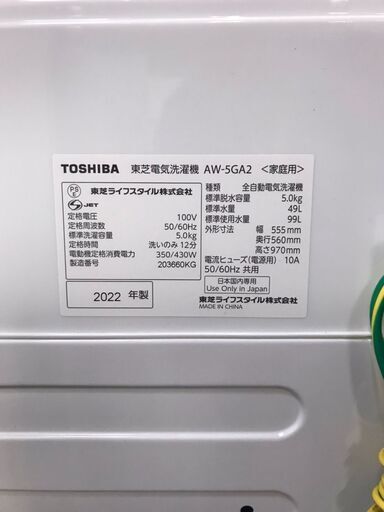 TOSHIBA 東芝電気洗濯機 AW-5GA2 <家庭用>
PS E 東芝ライフスタイル株式会社
S JET
定格電圧 100V
定格周波数 50/60Hz
標準洗濯容量 5.0kg
定格時間 洗いのみ 12分
電動機定格消費電力 350/430W
製造番号 203660KG
2022 年製
種類 全自動電気洗濯機
標準脱水容量 5.0kg
標準水量 49L
標準使用水量 99L
外形寸法 幅 555mm
奥行560mm
高さ970mm
電流ヒューズ(電源用) 10A
50/60Hz 共用
日本国内専用
Use Only in Japan
東芝ライフスタイル株式会社
MADE IN CHINA